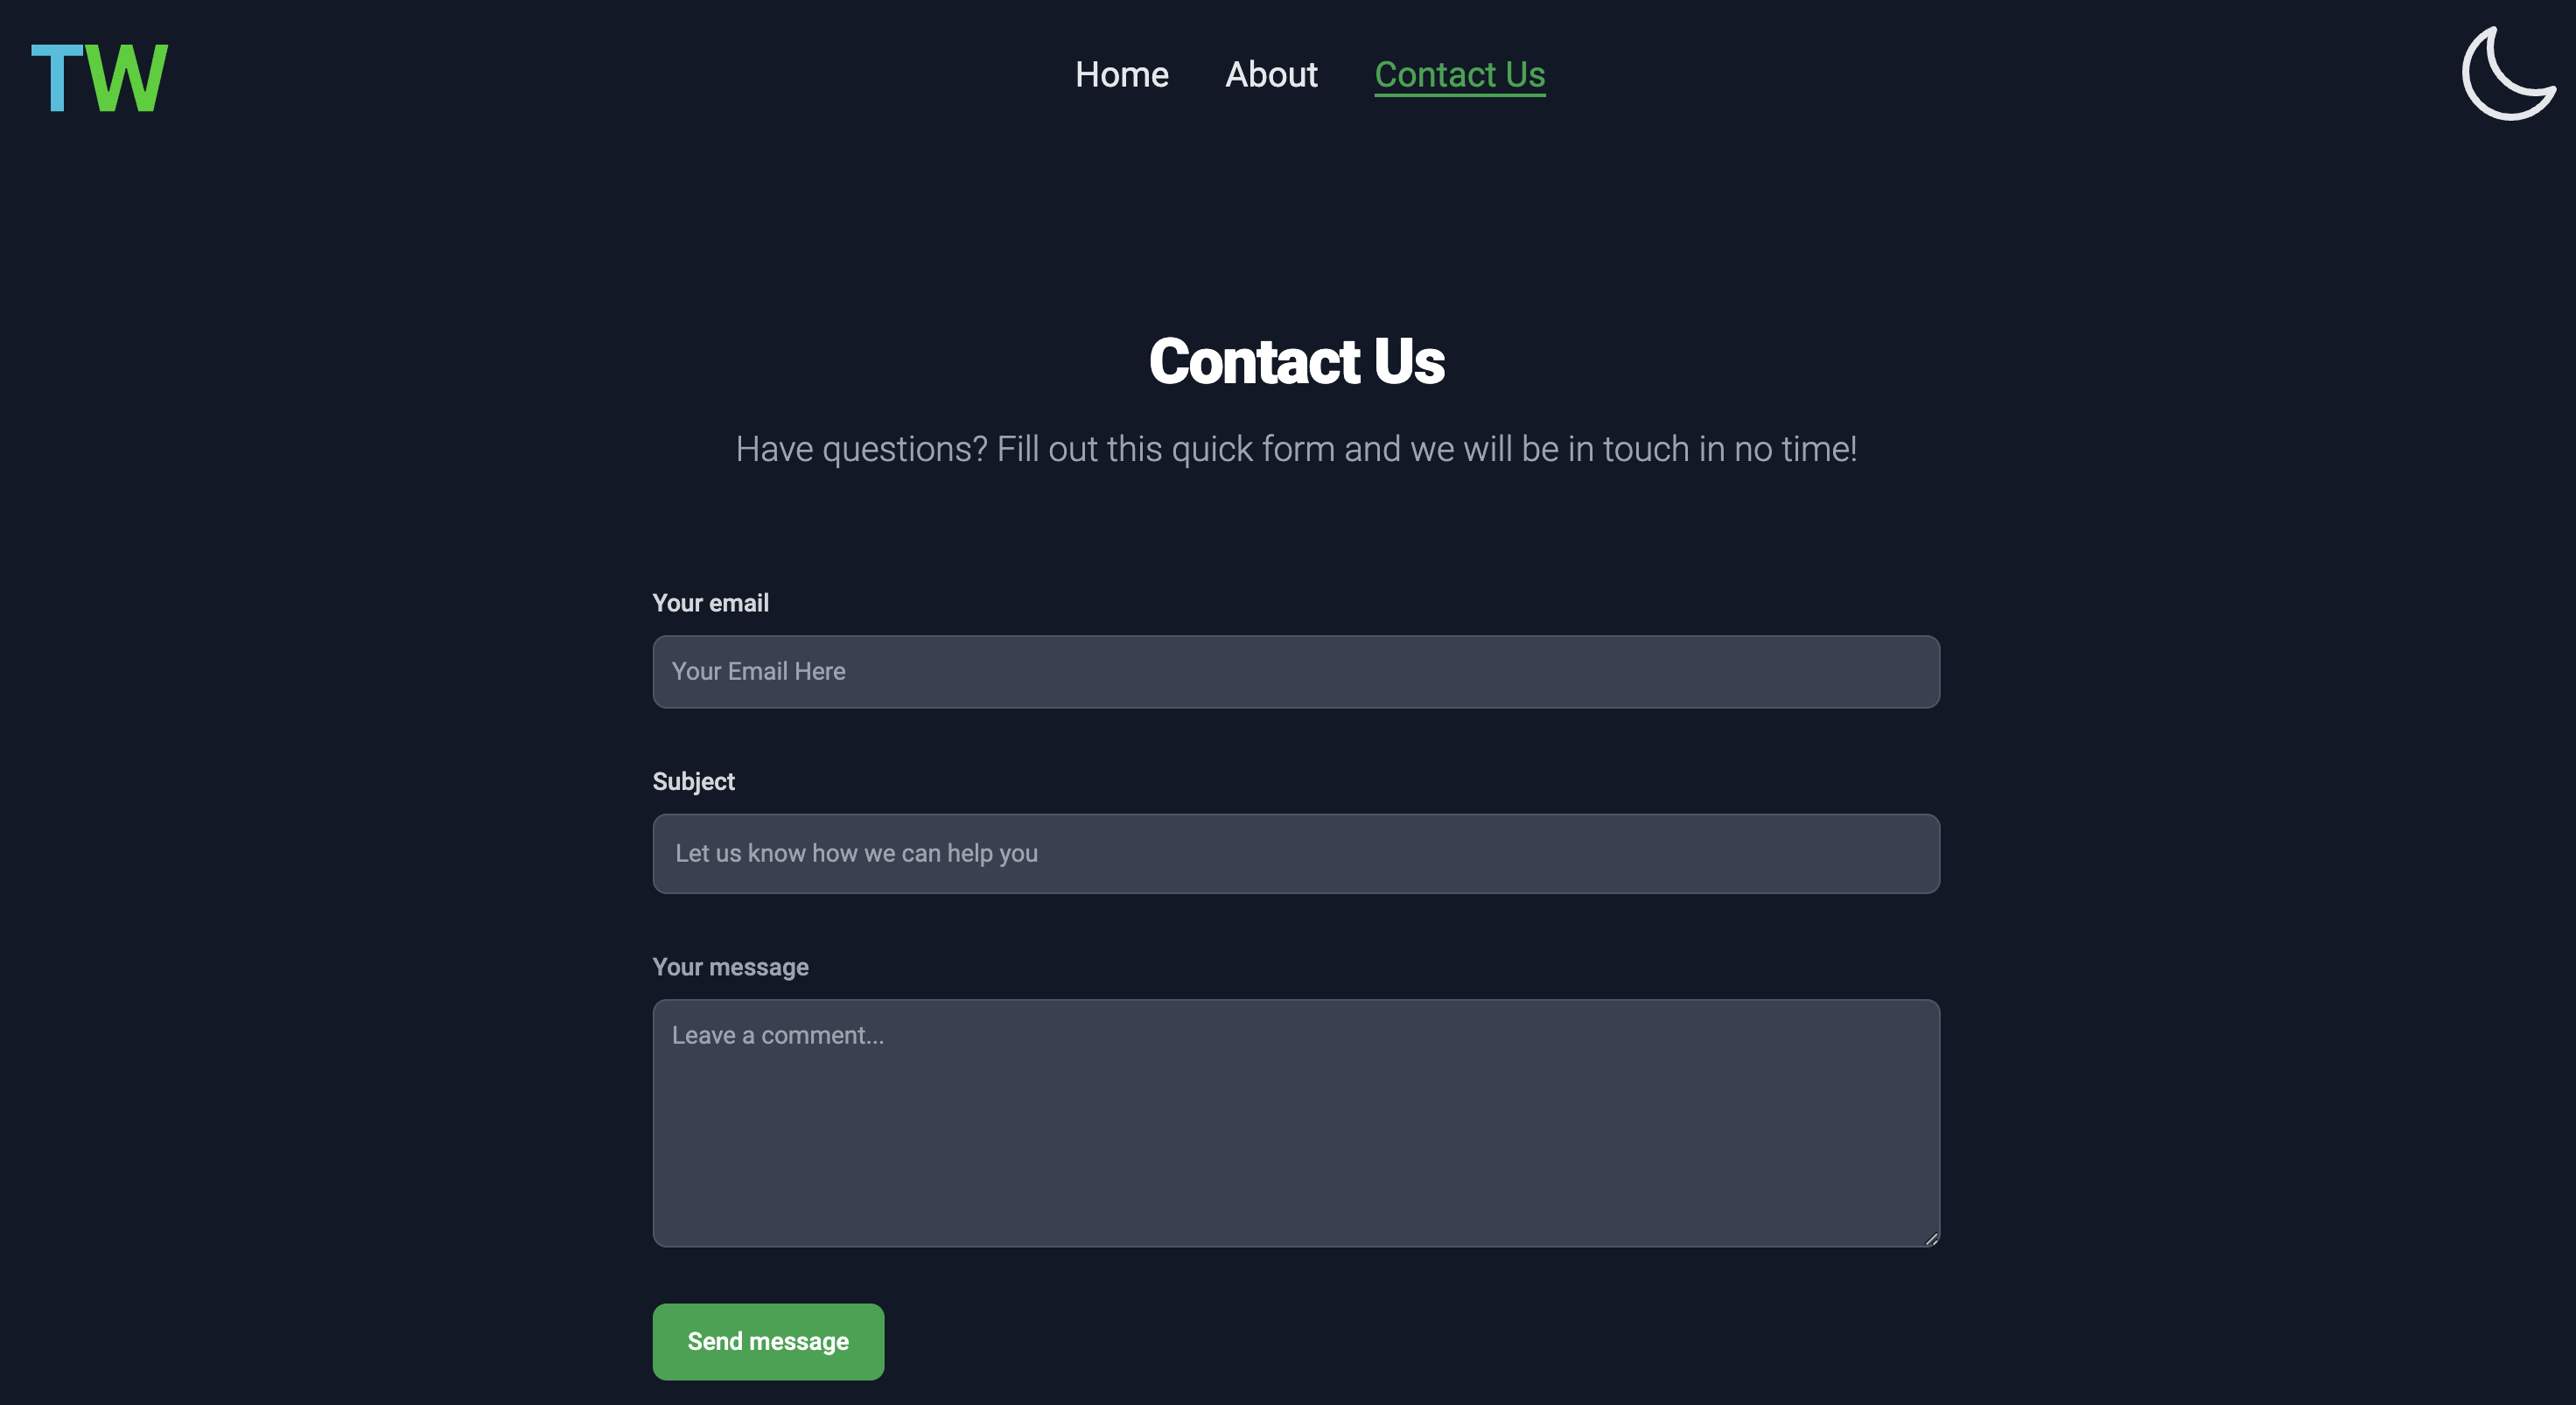 TW
Home About Contact Us
Contact Us
Have questions? Fill out this quick form and we will be in touch in no time!
Your email
Your Email Here
Subject
Let us know how we can help you
Your message
Leave a comment...
Send message